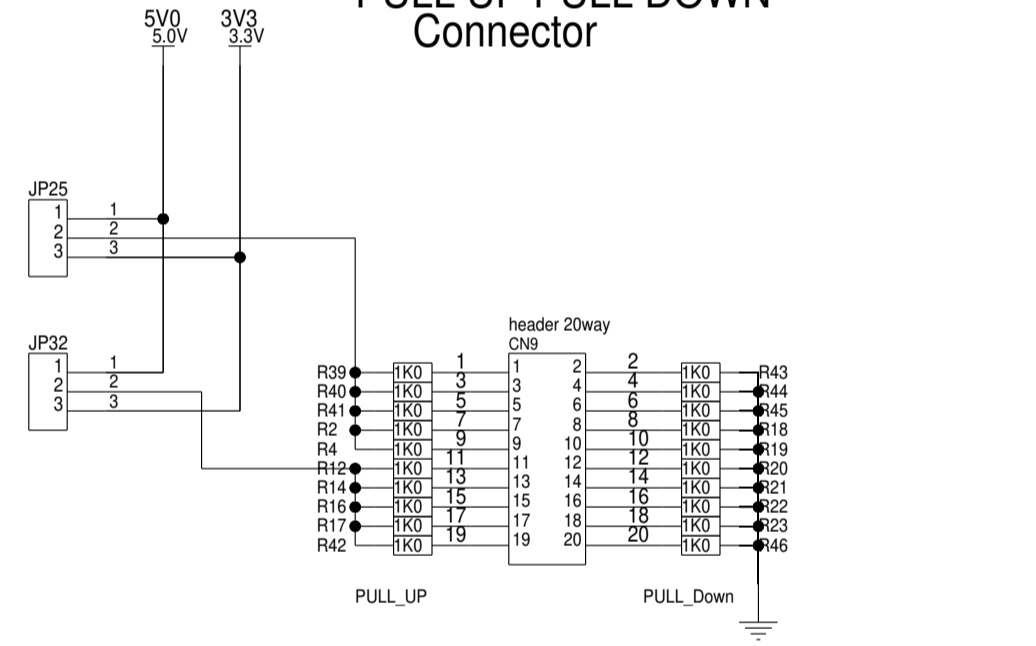 PULL UP PULL DOWN
Connector
5V0 3V3
5.0V 3.3V
JP25
1 1
2 2
3 3
JP32
1 1
2 2
3 3
header 20way
CN9
R39 1K0 1 1 2 2 1K0 R43
R40 1K0 3 3 4 4 1K0 R44
R41 1K0 5 5 6 6 1K0 R45
R2 1K0 7 7 8 8 1K0 R18
R4 1K0 9 9 10 10 1K0 R19
R12 1K0 11 11 12 12 1K0 R20
R14 1K0 13 13 14 14 1K0 R21
R16 1K0 15 15 16 16 1K0 R22
R17 1K0 17 17 18 18 1K0 R23
R42 1K0 19 19 20 20 1K0 R46
PULL_UP PULL_Down